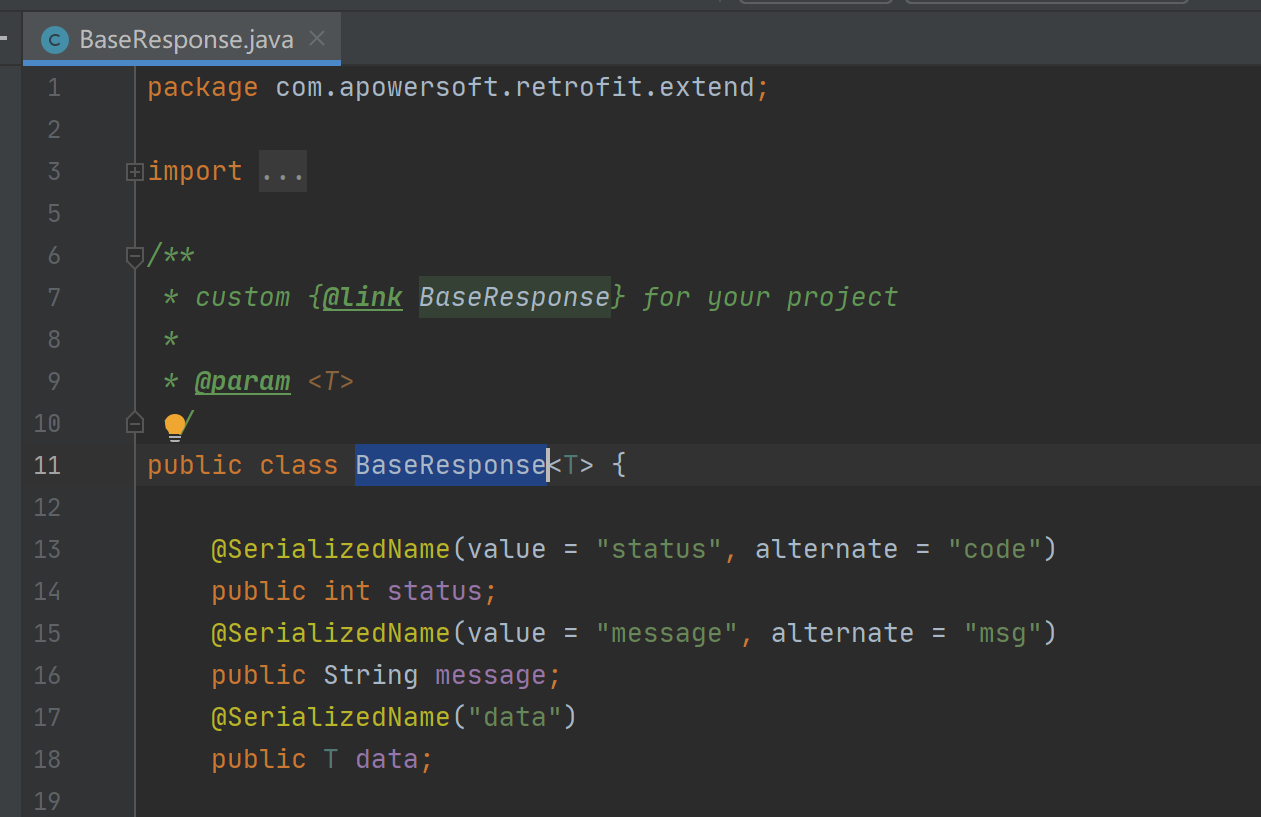 BaseResponse.java
1 package com.apowersoft.retrofit.extend;
2
3 import ...
5
6 /**
7 * custom {@link BaseResponse} for your project
8 *
9 * @param <T>
10 /
11 public class BaseResponse<T> {
12
13 @SerializedName(value = "status", alternate = "code")
14 public int status;
15 @SerializedName(value = "message", alternate = "msg")
16 public String message;
17 @SerializedName("data")
18 public T data;
19